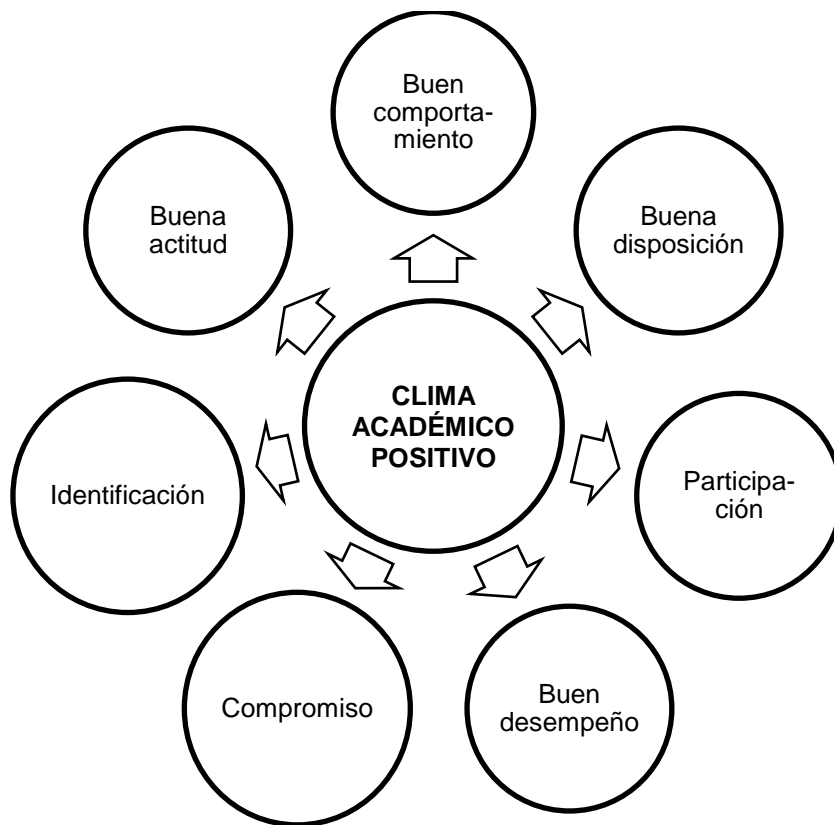 Buen
comporta-
miento
Buena
actitud
Buena
disposición
CLIMA
ACADÉMICO
POSITIVO
Identificación
Participa-
ción
Compromiso
Buen
desempeño